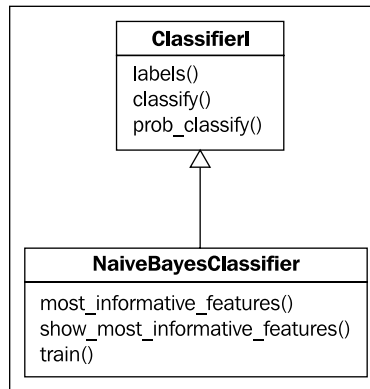 ClassifierI
labels()
classify()
prob_classify()
NaiveBayesClassifier
most_informative_features()
show_most_informative_features()
train()